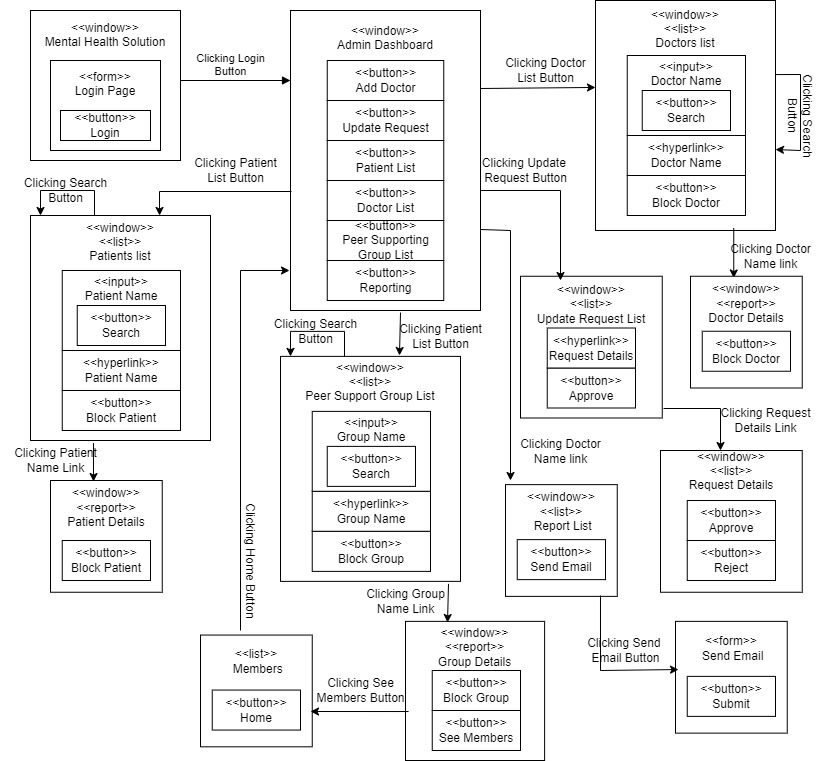 <<window>>
Mental Health Solution
<<form>>
Login Page
<<button>>
Login
Clicking Login
Button
<<window>>
Admin Dashboard
<<button>>
Add Doctor
<<button>>
Update Request
<<button>>
Patient List
<<button>>
Doctor List
<<button>>
Peer Supporting
Group List
<<button>>
Reporting
Clicking Doctor
List Button
<<window>>
<<list>>
Doctors list
<<input>>
Doctor Name
<<button>>
Search
<<hyperlink>>
Doctor Name
<<button>>
Block Doctor
Clicking Search
Button
Clicking Patient
List Button
Clicking Update
Request Button
Clicking Search
Button
<<window>>
<<list>>
Patients list
<<input>>
Patient Name
<<button>>
Search
<<hyperlink>>
Patient Name
<<button>>
Block Patient
Clicking Doctor
Name link
<<window>>
<<list>>
Update Request List
<<hyperlink>>
Request Details
<<button>>
Approve
<<window>>
<<report>>
Doctor Details
<<button>>
Block Doctor
Clicking Search
Button
Clicking Patient
List Button
<<window>>
<<list>>
Peer Support Group List
<<input>>
Group Name
<<button>>
Search
<<hyperlink>>
Group Name
<<button>>
Block Group
Clicking Request
Details Link
Clicking Patient
Name Link
<<window>>
<<report>>
Patient Details
<<button>>
Block Patient
Clicking Doctor
Name link
<<window>>
<<list>>
Report List
<<button>>
Send Email
<<window>>
<<list>>
Request Details
<<button>>
Approve
<<button>>
Reject
Clicking Home Button
Clicking Group
Name Link
<<list>>
Members
<<button>>
Home
Clicking See
Members Button
<<window>>
<<report>>
Group Details
<<button>>
Block Group
<<button>>
See Members
Clicking Send
Email Button
<<form>>
Send Email
<<button>>
Submit